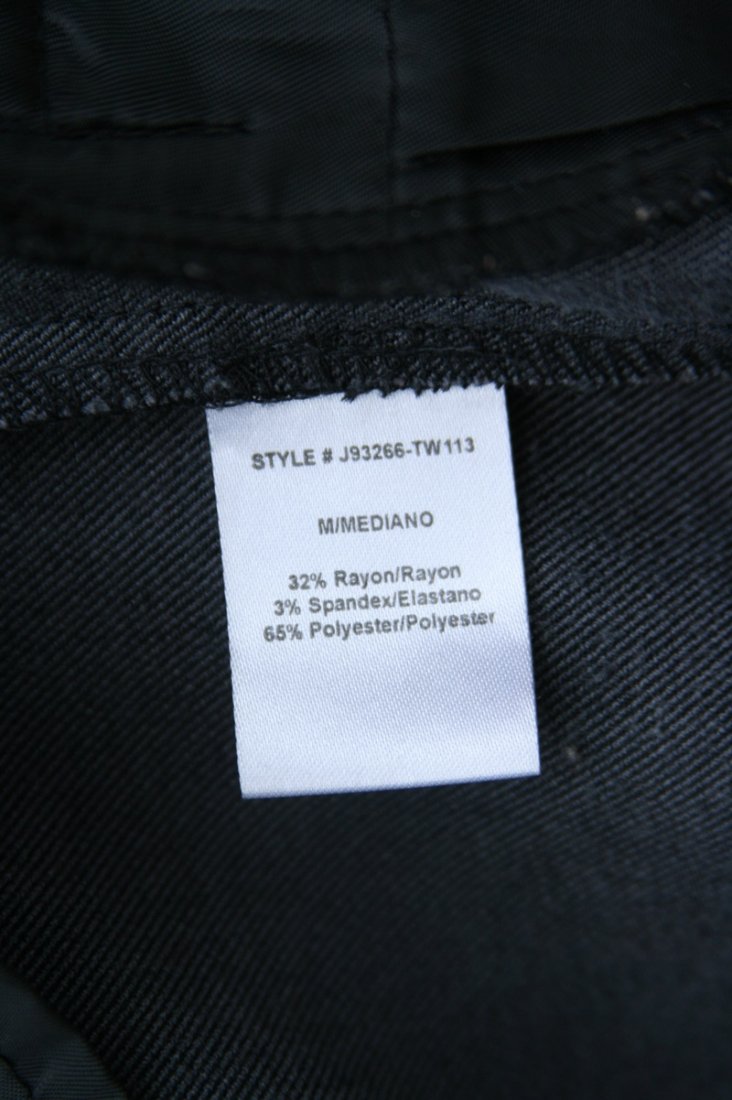 STYLE # J93266-TW113
M/MEDIANO
32% Rayon/Rayon
3% Spandex/Elastano
65% Polyester/Polyester